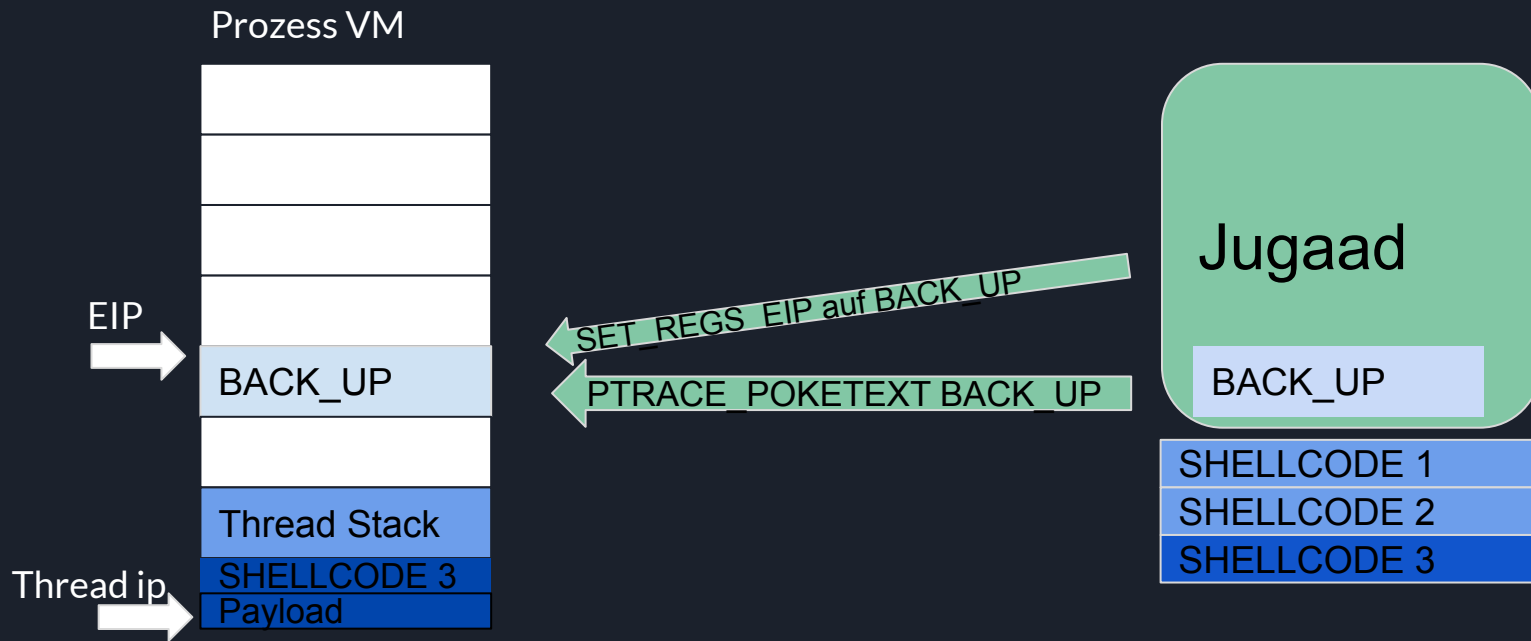 Prozess VM
EIP
BACK_UP
Thread Stack
SHELLCODE 3
Thread ip
Payload
SET_REGS EIP auf BACK_UP
PTRACE_POKETEXT BACK_UP
Jugaad
BACK_UP
SHELLCODE 1
SHELLCODE 2
SHELLCODE 3